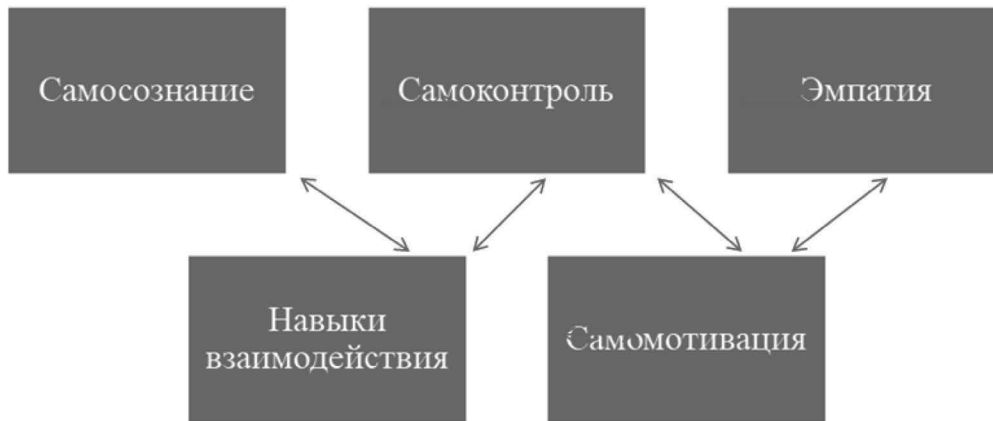 Самосознание
Самоконтроль
Эмпатия
Навыки
взаимодействия
Самомотивация